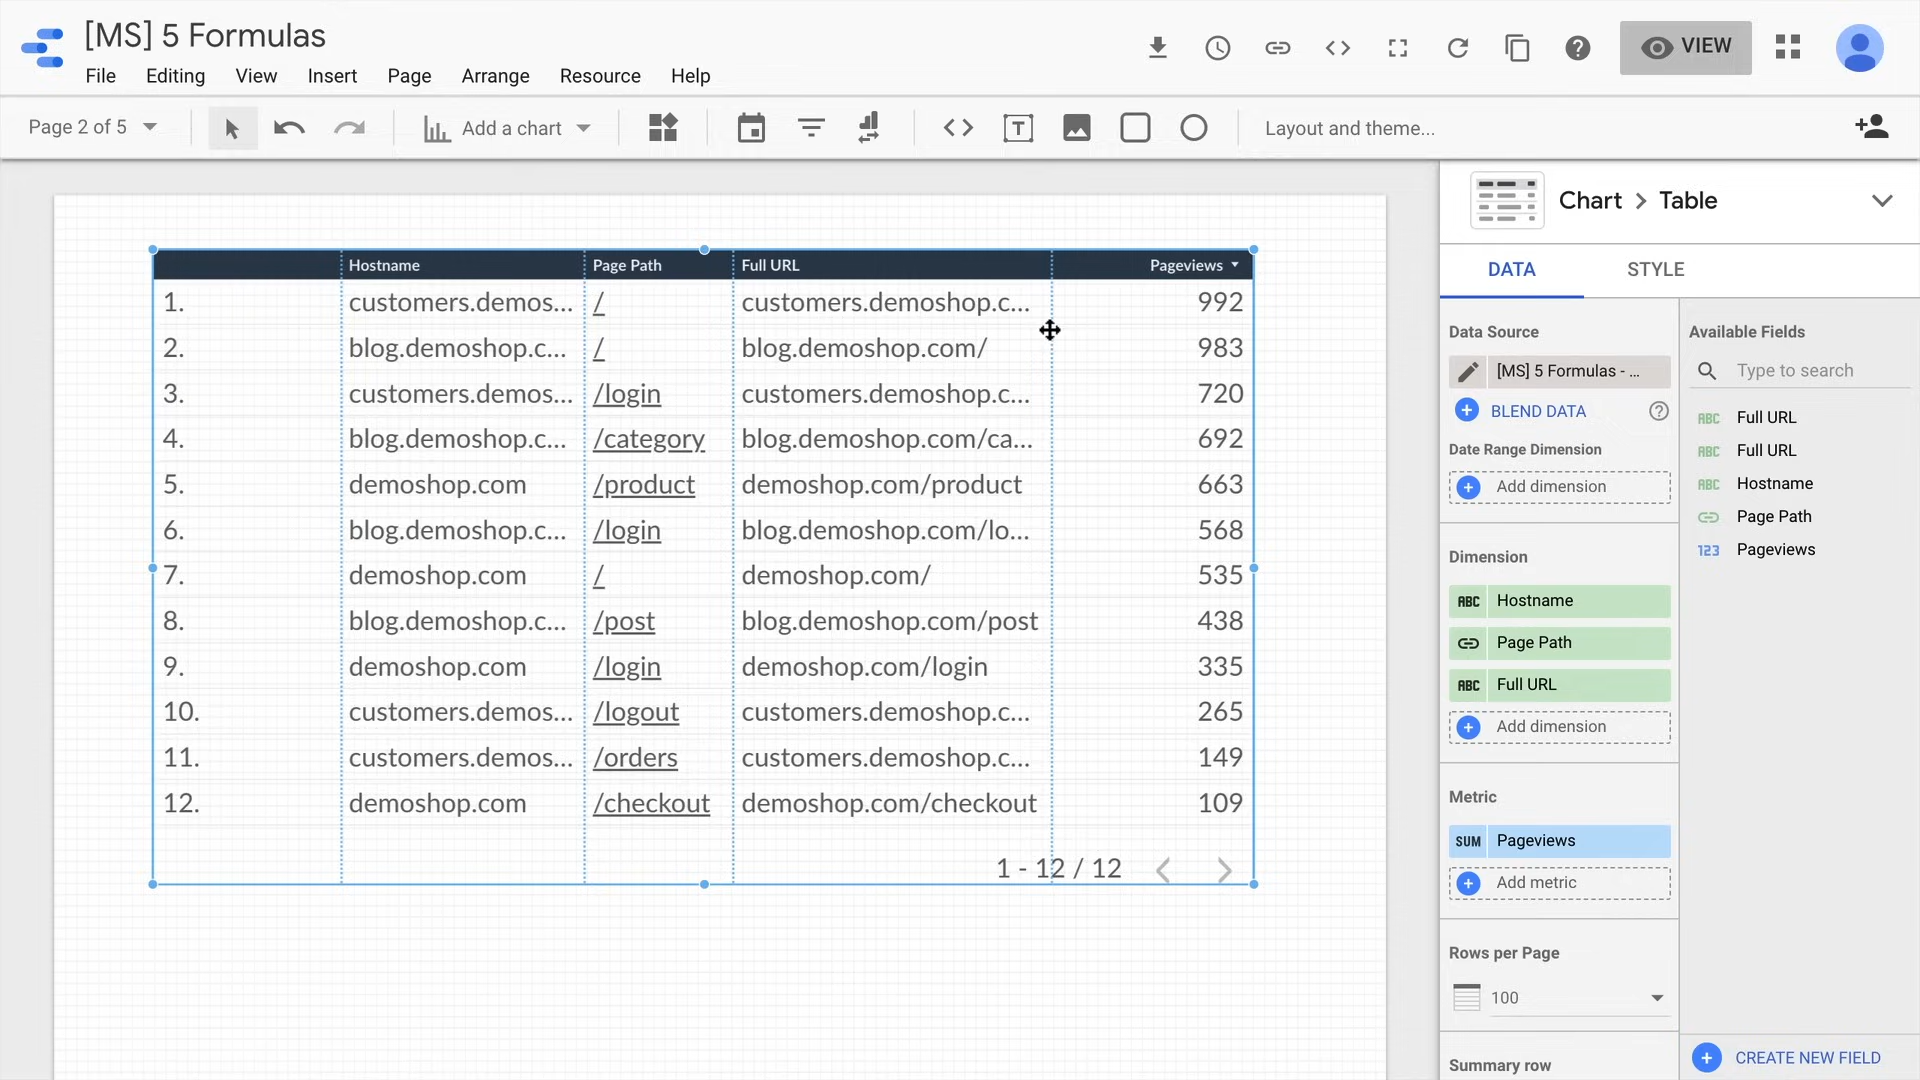 [MS] 5 Formulas
File Editing View Insert Page Arrange Resource Help
VIEW
Page 2 of 5
Add a chart
T
Layout and theme...
Hostname Page Path Full URL Pageviews
1. customers.demos... / customers.demoshop.c... 992
2. blog.demoshop.c... / blog.demoshop.com/ 983
3. customers.demos... /login customers.demoshop.c... 720
4. blog.demoshop.c... /category blog.demoshop.com/ca... 692
5. demoshop.com /product demoshop.com/product 663
6. blog.demoshop.c... /login blog.demoshop.com/lo... 568
7. demoshop.com / demoshop.com/ 535
8. blog.demoshop.c... /post blog.demoshop.com/post 438
9. demoshop.com /login demoshop.com/login 335
10. customers.demos... /logout customers.demoshop.c... 265
11. customers.demos... /orders customers.demoshop.c... 149
12. demoshop.com /checkout demoshop.com/checkout 109
1 - 12 / 12
Chart > Table
DATA STYLE
Data Source
[MS] 5 Formulas - ...
BLEND DATA
Date Range Dimension
Add dimension
Dimension
ABC Hostname
Page Path
ABC Full URL
Add dimension
Metric
SUM Pageviews
Add metric
Rows per Page
100
Summary row
Available Fields
Type to search
ABC Full URL
ABC Full URL
ABC Hostname
Page Path
123 Pageviews
CREATE NEW FIELD